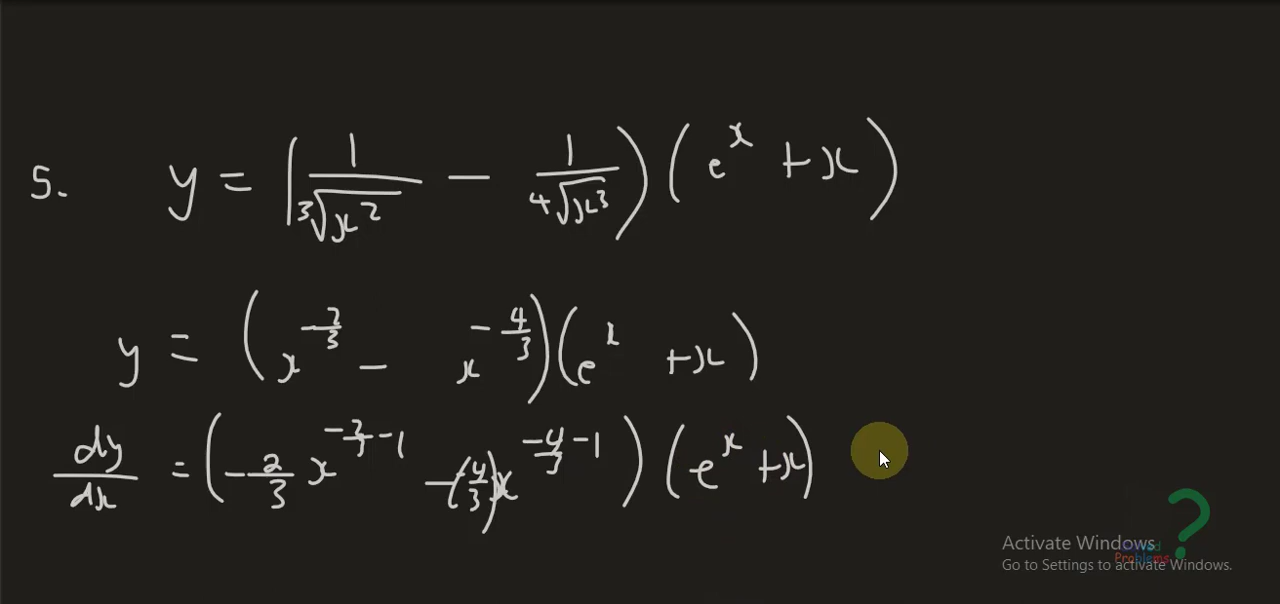 5. y = (1/∛x² − 1/∜x³)(eˣ + x)
y = (x^(-2/3) − x^(-4/3))(eˣ + x)
dy/dx = (-2/3 x^(-2/3 -1) −(-4/3)x^(-4/3 -1))(eˣ + x)
Activate Windows
Problems
Go to Settings to activate Windows.